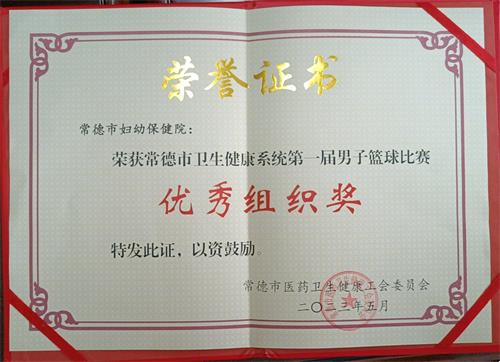 荣誉证书
常德市妇幼保健院：
荣获常德市卫生健康系统第一届男子篮球比赛
优秀组织奖
特发此证，以资鼓励。
常德市医药卫生健康工会委员会
二〇二三年五月